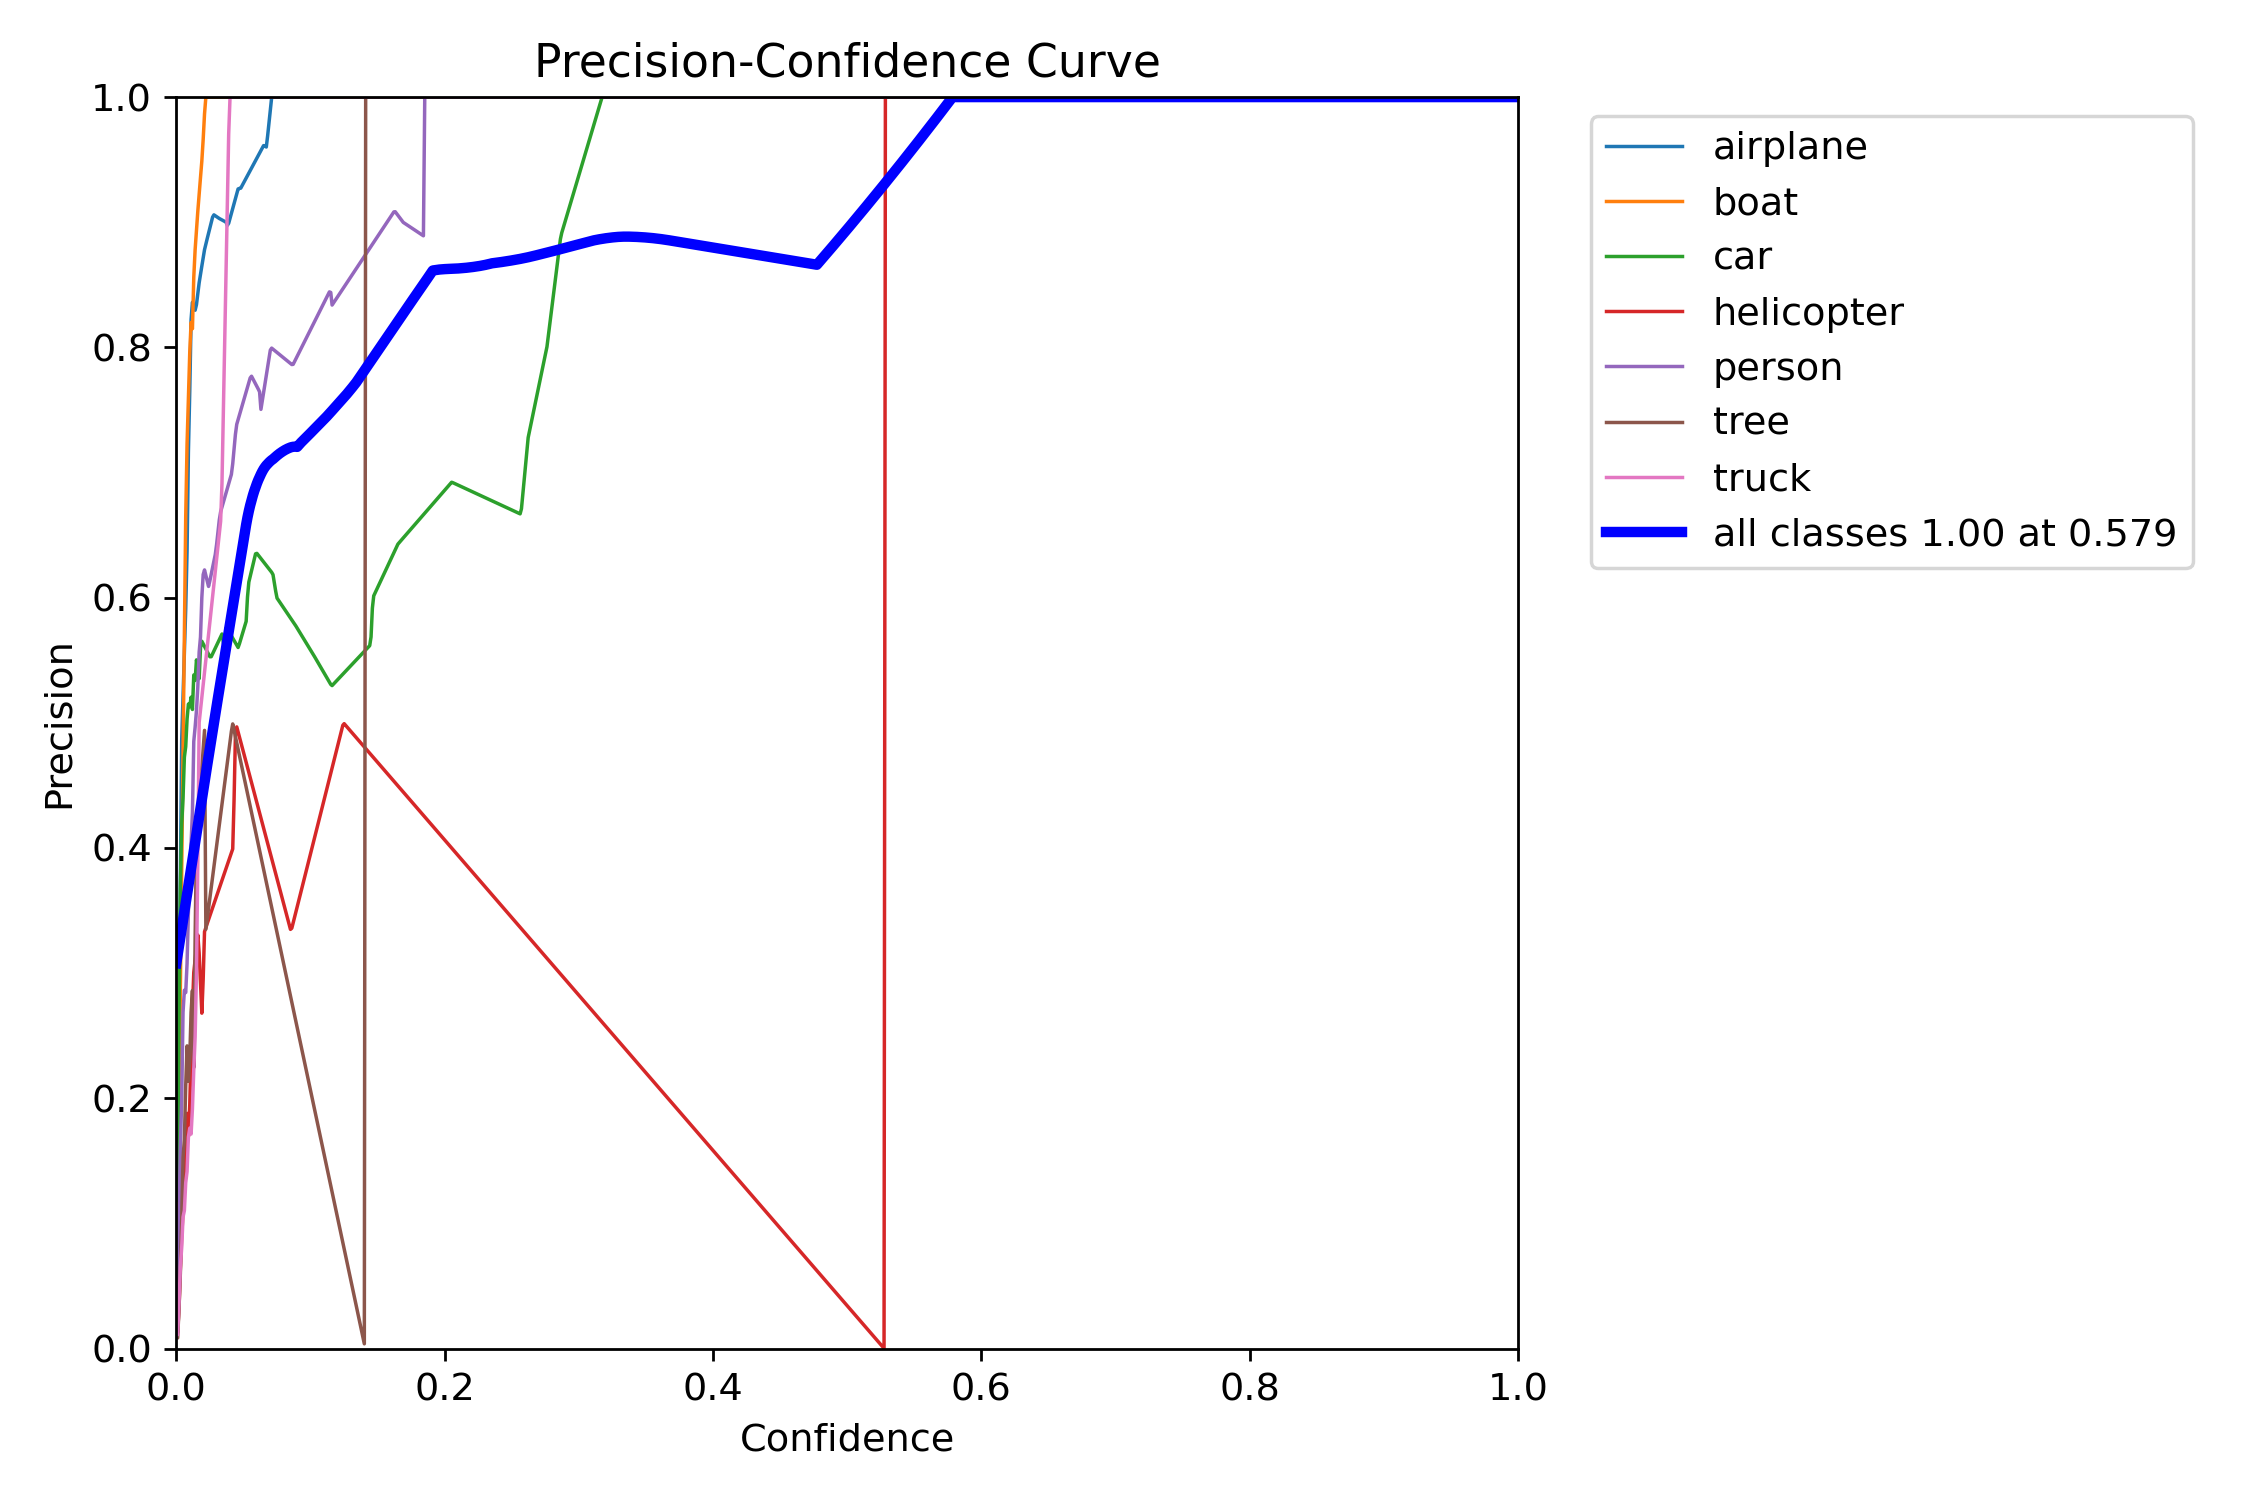 Precision-Confidence Curve
1.0
0.8
0.6
0.4
0.2
0.0
Precision
0.0 0.2 0.4 0.6 0.8 1.0
Confidence
airplane
boat
car
helicopter
person
tree
truck
all classes 1.00 at 0.579